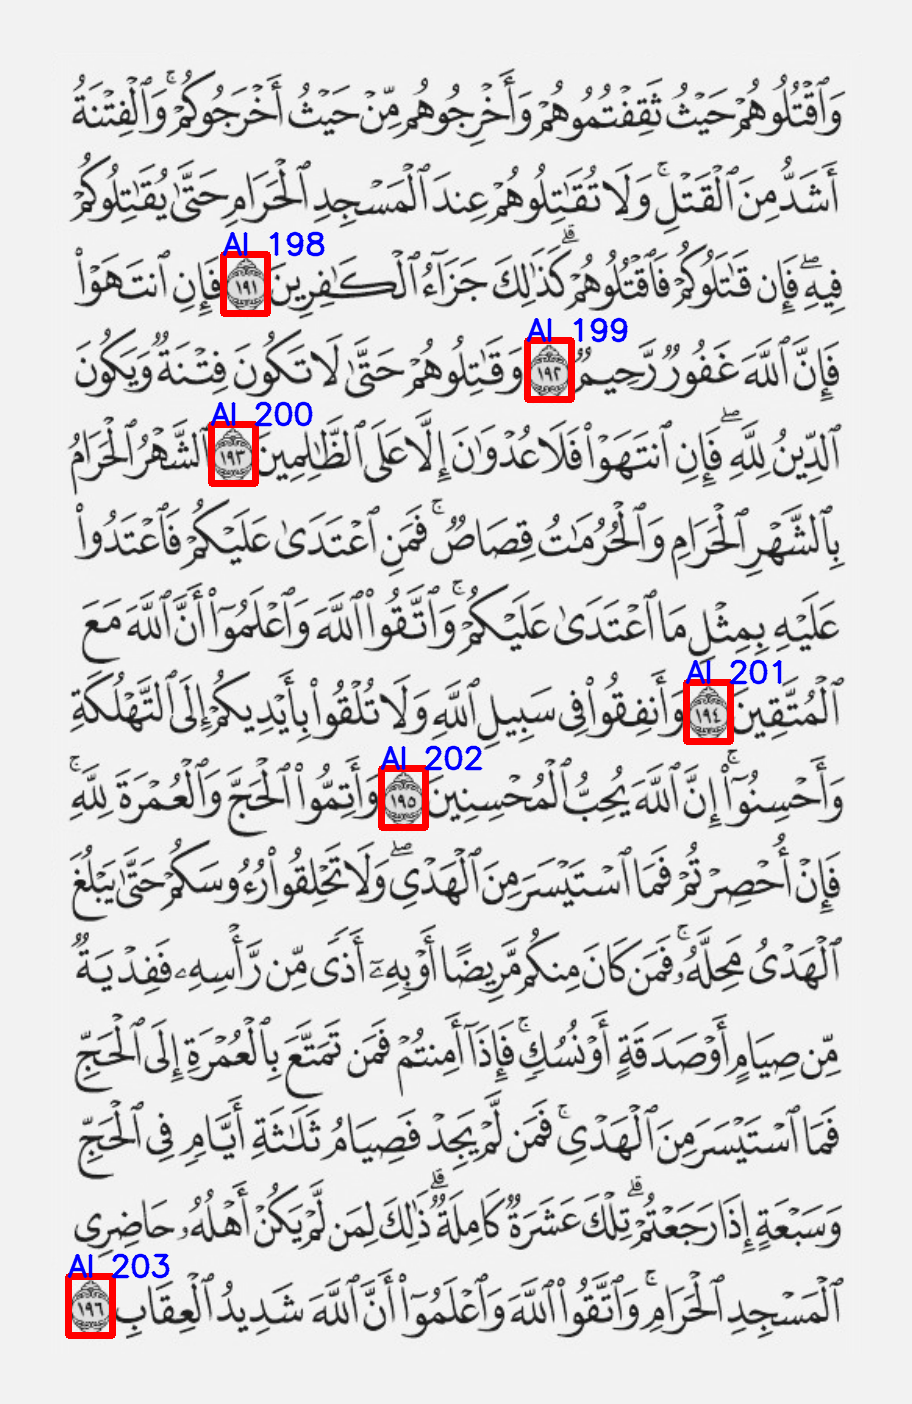 وَٱقْتُلُوهُمْ حَيْثُ ثَقِفْتُمُوهُمْ وَأَخْرِجُوهُم مِّنْ حَيْثُ أَخْرَجُوكُمْ ۚ وَٱلْفِتْنَةُ
أَشَدُّ مِنَ ٱلْقَتْلِ ۚ وَلَا تُقَـٰتِلُوهُمْ عِندَ ٱلْمَسْجِدِ ٱلْحَرَامِ حَتَّىٰ يُقَـٰتِلُوكُمْ
AI 198
فِيهِ ۖ فَإِن قَـٰتَلُوكُمْ فَٱقْتُلُوهُمْ ۗ كَذَٰلِكَ جَزَآءُ ٱلْكَـٰفِرِينَ ١٩١ فَإِنِ ٱنتَهَوْا۟
AI 199
فَإِنَّ ٱللَّهَ غَفُورٌ رَّحِيمٌ ١٩٢ وَقَـٰتِلُوهُمْ حَتَّىٰ لَا تَكُونَ فِتْنَةٌ وَيَكُونَ
AI 200
ٱلدِّينُ لِلَّهِ ۖ فَإِنِ ٱنتَهَوْا۟ فَلَا عُدْوَٰنَ إِلَّا عَلَى ٱلظَّـٰلِمِينَ ١٩٣ ٱلشَّهْرُ ٱلْحَرَامُ
بِٱلشَّهْرِ ٱلْحَرَامِ وَٱلْحُرُمَـٰتُ قِصَاصٌ ۚ فَمَنِ ٱعْتَدَىٰ عَلَيْكُمْ فَٱعْتَدُوا۟
عَلَيْهِ بِمِثْلِ مَا ٱعْتَدَىٰ عَلَيْكُمْ ۚ وَٱتَّقُوا۟ ٱللَّهَ وَٱعْلَمُوٓا۟ أَنَّ ٱللَّهَ مَعَ
AI 201
ٱلْمُتَّقِينَ ١٩٤ وَأَنفِقُوا۟ فِى سَبِيلِ ٱللَّهِ وَلَا تُلْقُوا۟ بِأَيْدِيكُمْ إِلَى ٱلتَّهْلُكَةِ
AI 202
وَأَحْسِنُوٓا۟ ۚ إِنَّ ٱللَّهَ يُحِبُّ ٱلْمُحْسِنِينَ ١٩٥ وَأَتِمُّوا۟ ٱلْحَجَّ وَٱلْعُمْرَةَ لِلَّهِ ۚ
فَإِنْ أُحْصِرْتُمْ فَمَا ٱسْتَيْسَرَ مِنَ ٱلْهَدْىِ ۖ وَلَا تَحْلِقُوا۟ رُءُوسَكُمْ حَتَّىٰ يَبْلُغَ
ٱلْهَدْىُ مَحِلَّهُۥ ۚ فَمَن كَانَ مِنكُم مَّرِيضًا أَوْ بِهِۦٓ أَذًى مِّن رَّأْسِهِۦ فَفِدْيَةٌ
مِّن صِيَامٍ أَوْ صَدَقَةٍ أَوْ نُسُكٍ ۚ فَإِذَآ أَمِنتُمْ فَمَن تَمَتَّعَ بِٱلْعُمْرَةِ إِلَى ٱلْحَجِّ
فَمَا ٱسْتَيْسَرَ مِنَ ٱلْهَدْىِ ۚ فَمَن لَّمْ يَجِدْ فَصِيَامُ ثَلَـٰثَةِ أَيَّامٍ فِى ٱلْحَجِّ
وَسَبْعَةٍ إِذَا رَجَعْتُمْ ۗ تِلْكَ عَشَرَةٌ كَامِلَةٌ ۗ ذَٰلِكَ لِمَن لَّمْ يَكُنْ أَهْلُهُۥ حَاضِرِى
AI 203
ٱلْمَسْجِدِ ٱلْحَرَامِ ۚ وَٱتَّقُوا۟ ٱللَّهَ وَٱعْلَمُوٓا۟ أَنَّ ٱللَّهَ شَدِيدُ ٱلْعِقَابِ ١٩٦